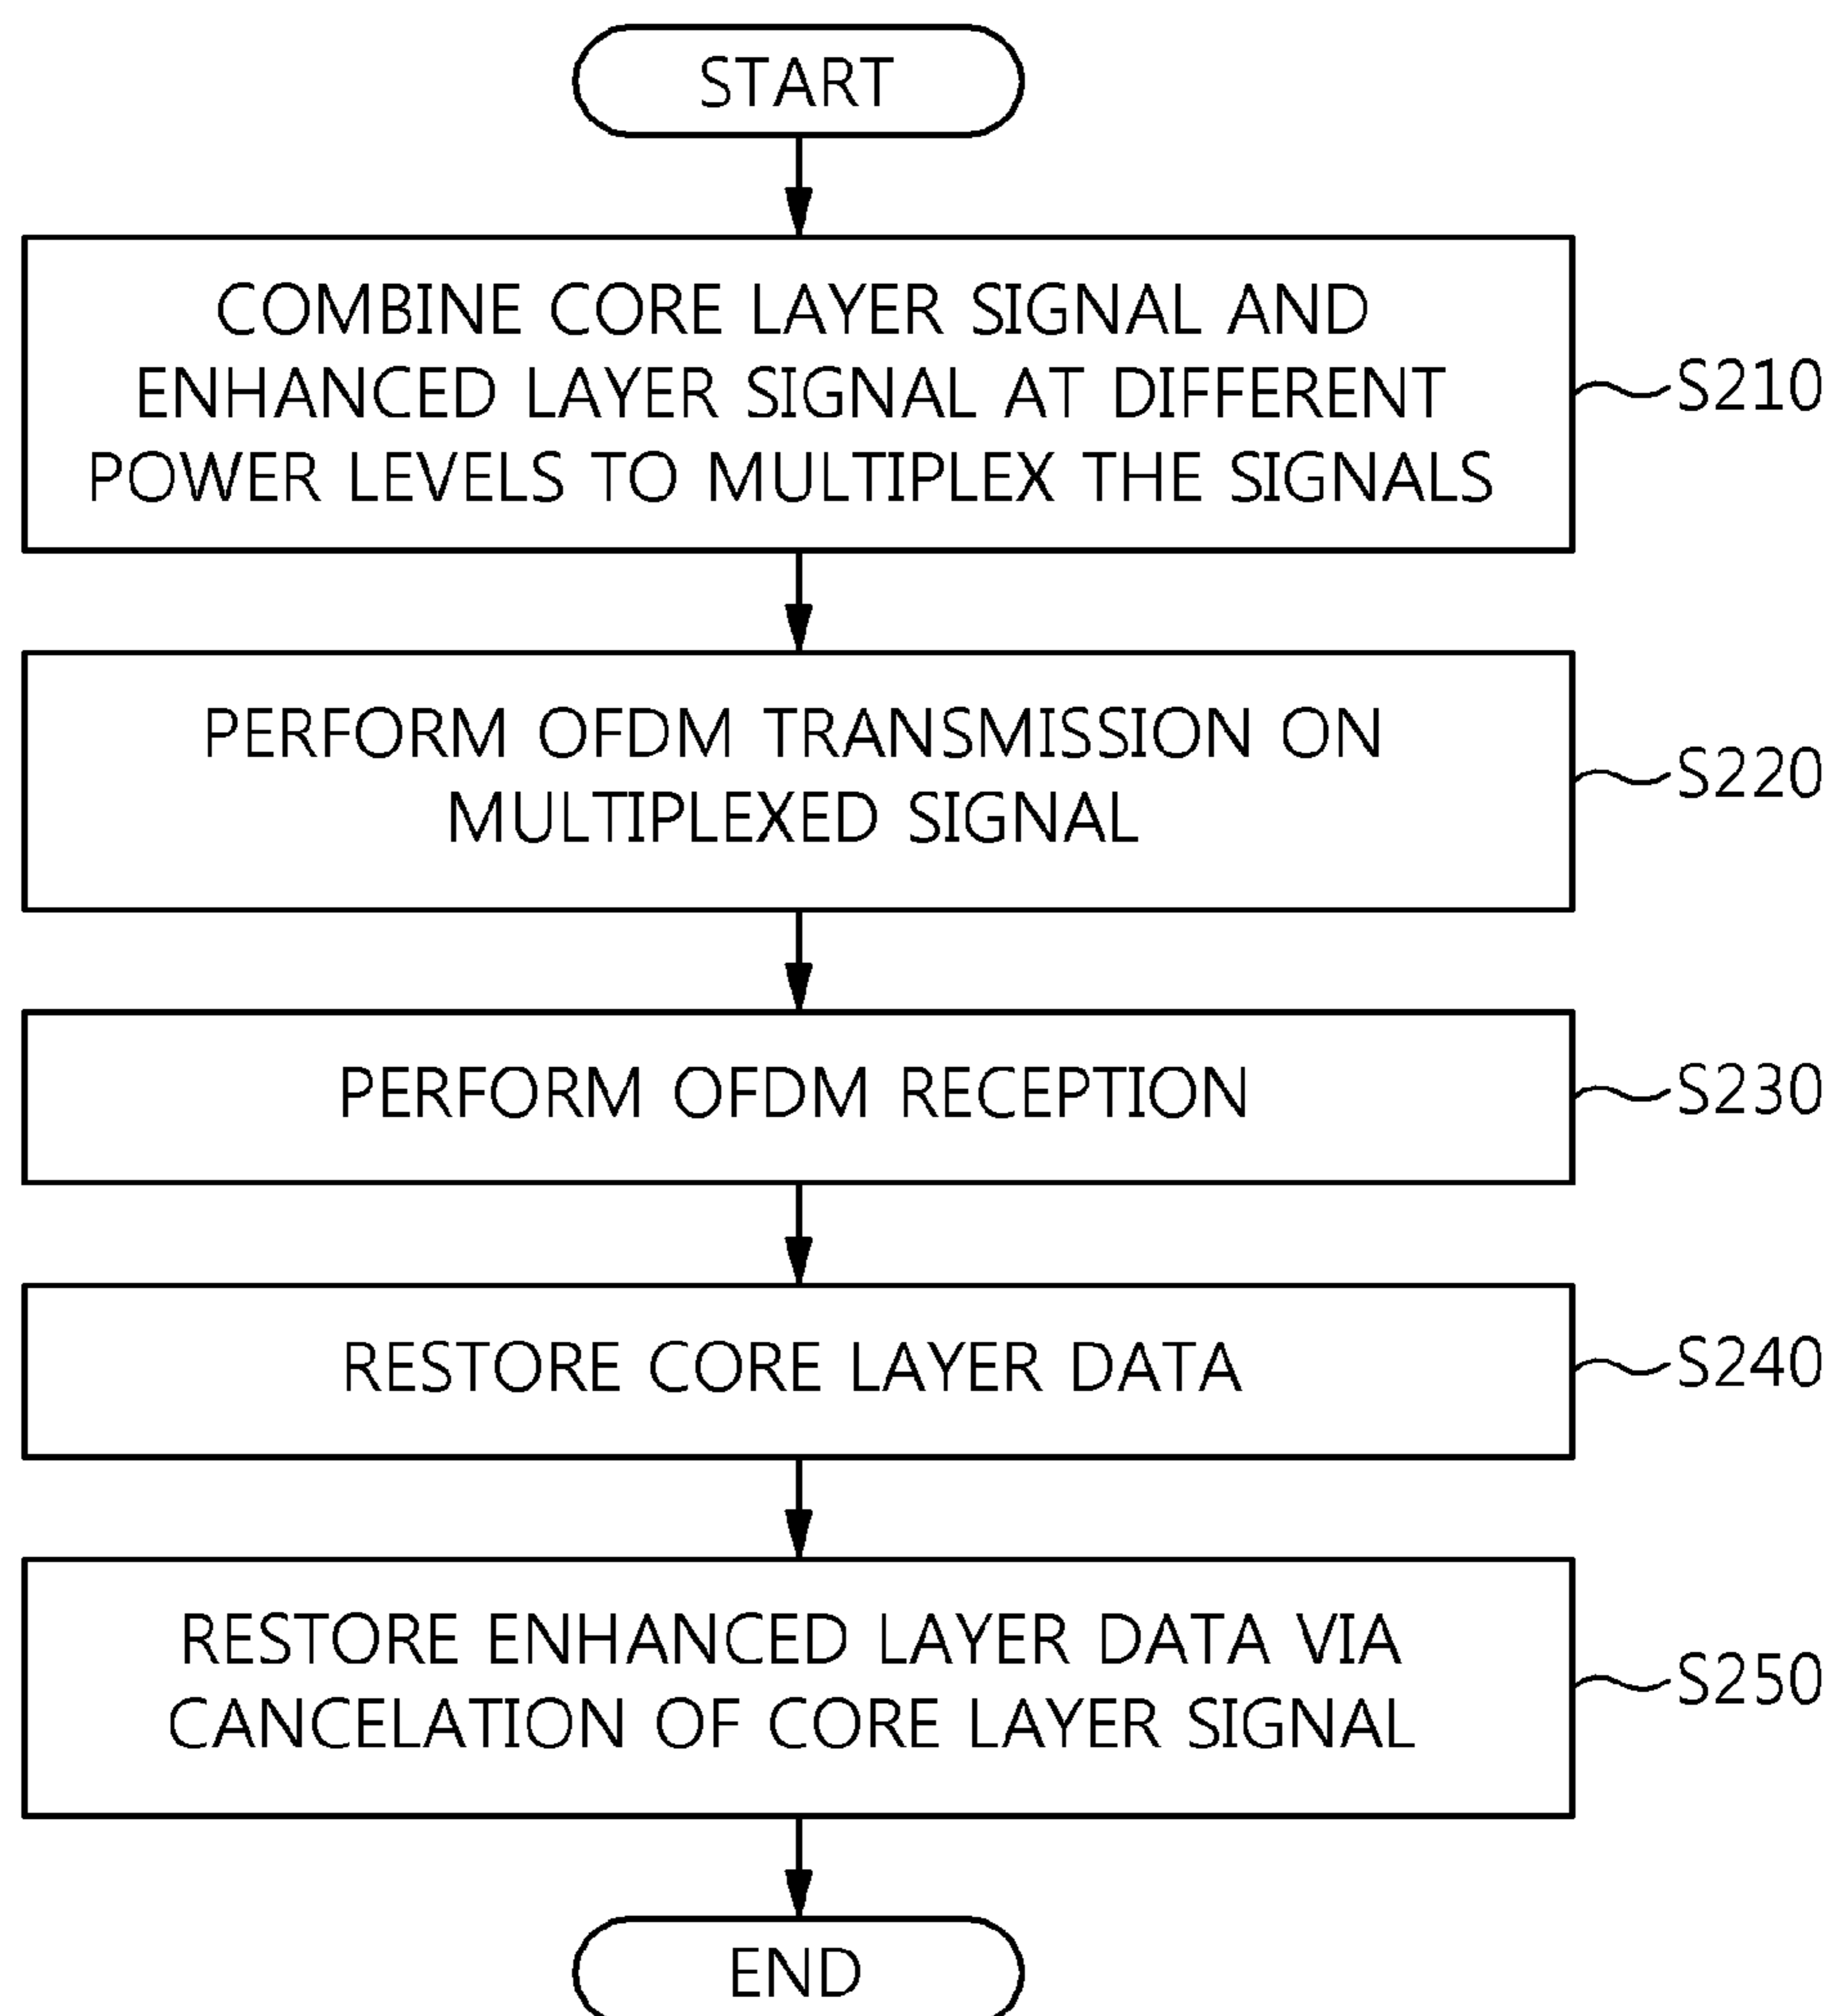 START
COMBINE CORE LAYER SIGNAL AND
ENHANCED LAYER SIGNAL AT DIFFERENT
POWER LEVELS TO MULTIPLEX THE SIGNALS
S210
PERFORM OFDM TRANSMISSION ON
MULTIPLEXED SIGNAL
S220
PERFORM OFDM RECEPTION
S230
RESTORE CORE LAYER DATA
S240
RESTORE ENHANCED LAYER DATA VIA
CANCELATION OF CORE LAYER SIGNAL
S250
END